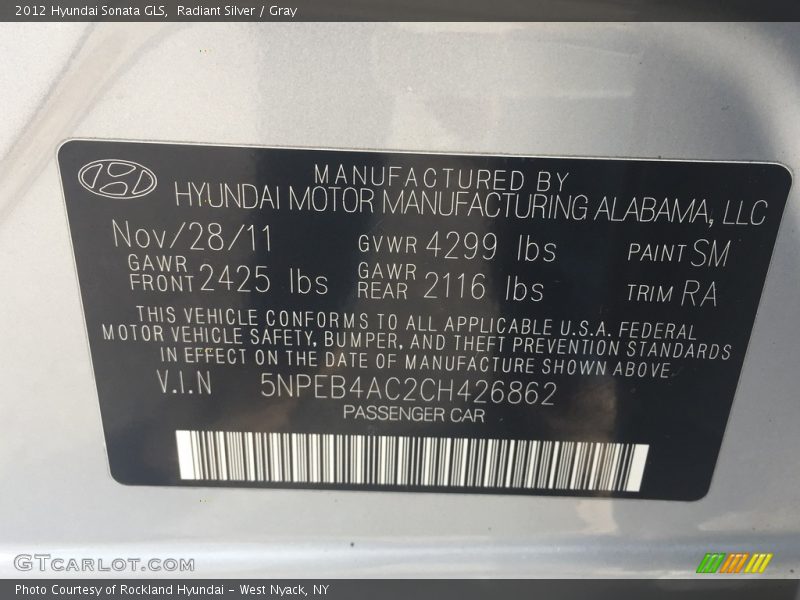 2012 Hyundai Sonata GLS, Radiant Silver / Gray
MANUFACTURED BY
HYUNDAI MOTOR MANUFACTURING ALABAMA, LLC
Nov/28/11 GVWR 4299 lbs PAINT SM
GAWR FRONT 2425 lbs GAWR REAR 2116 lbs TRIM RA
THIS VEHICLE CONFORMS TO ALL APPLICABLE U.S.A. FEDERAL
MOTOR VEHICLE SAFETY, BUMPER, AND THEFT PREVENTION STANDARDS
IN EFFECT ON THE DATE OF MANUFACTURE SHOWN ABOVE.
V.I.N 5NPEB4AC2CH426862
PASSENGER CAR
GTCARLOT.COM
Photo Courtesy of Rockland Hyundai - West Nyack, NY